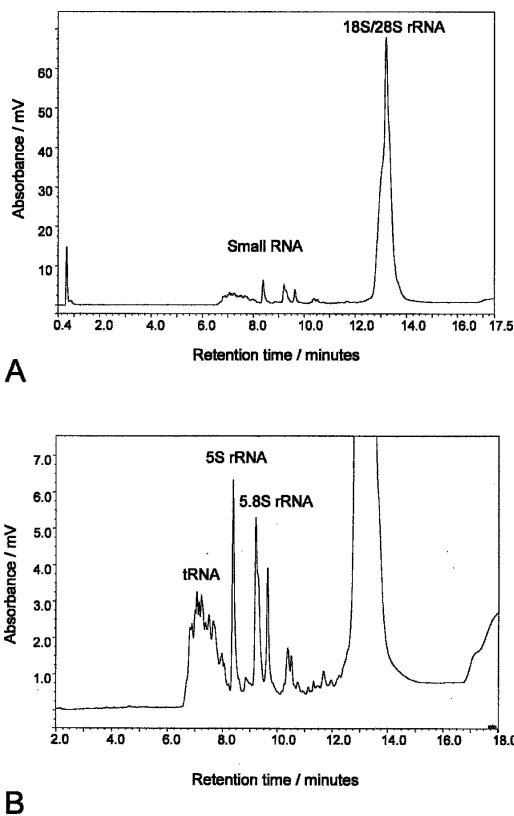 18S/28S rRNA
60
50
40
30
20
10
Absorbance / mV
Small RNA
0.4 2.0 4.0 6.0 8.0 10.0 12.0 14.0 16.0 17.5
Retention time / minutes
A
7.0
6.0
5.0
4.0
3.0
2.0
1.0
Absorbance / mV
5S rRNA
5.8S rRNA
tRNA
2.0 4.0 6.0 8.0 10.0 12.0 14.0 16.0 18.0
Retention time / minutes
B